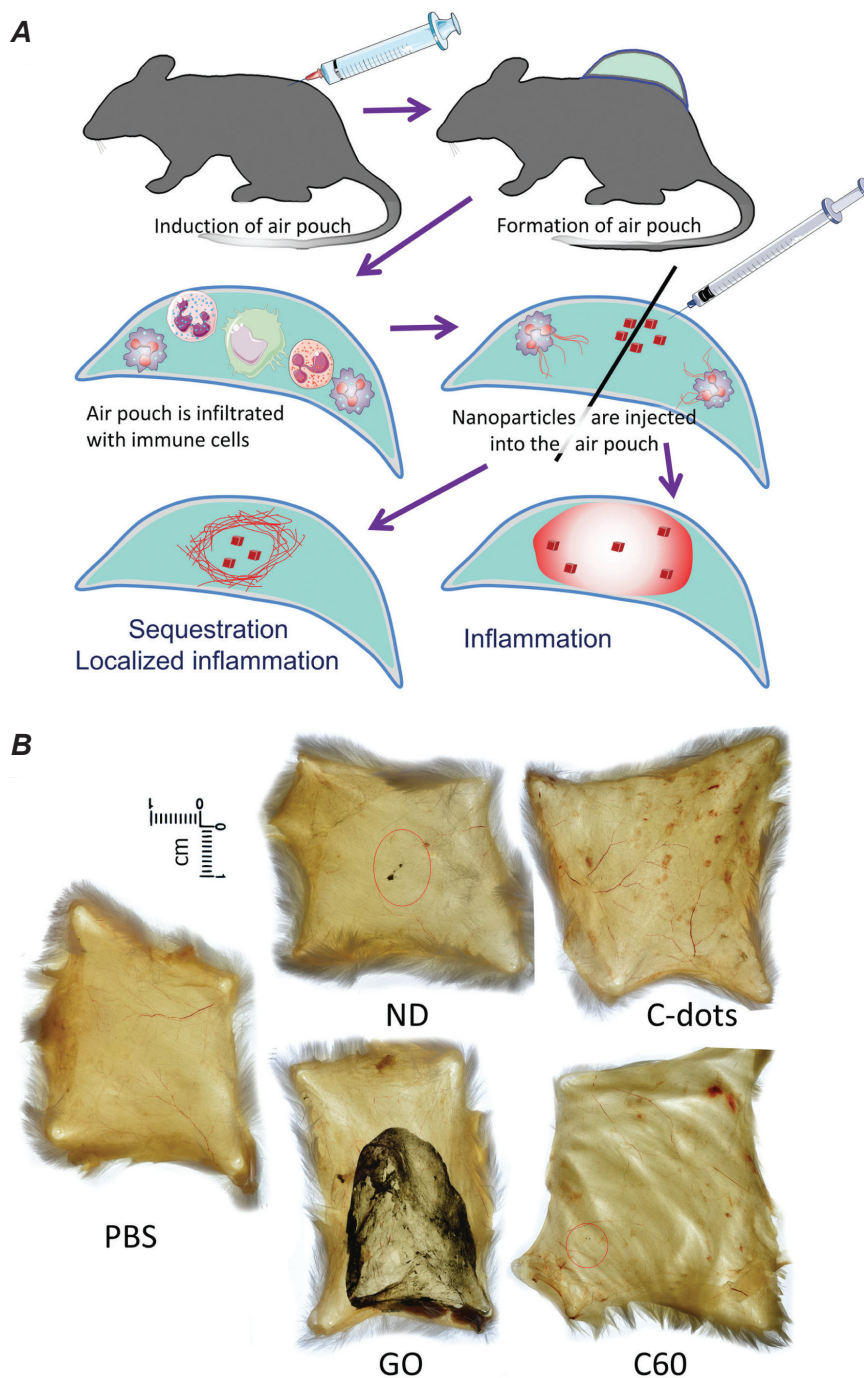 A
Induction of air pouch
Formation of air pouch
Air pouch is infiltrated
with immune cells
Nanoparticles are injected
into the air pouch
Sequestration
Localized inflammation
Inflammation
B
1 0
0
cm
1
ND
C-dots
PBS
GO
C60